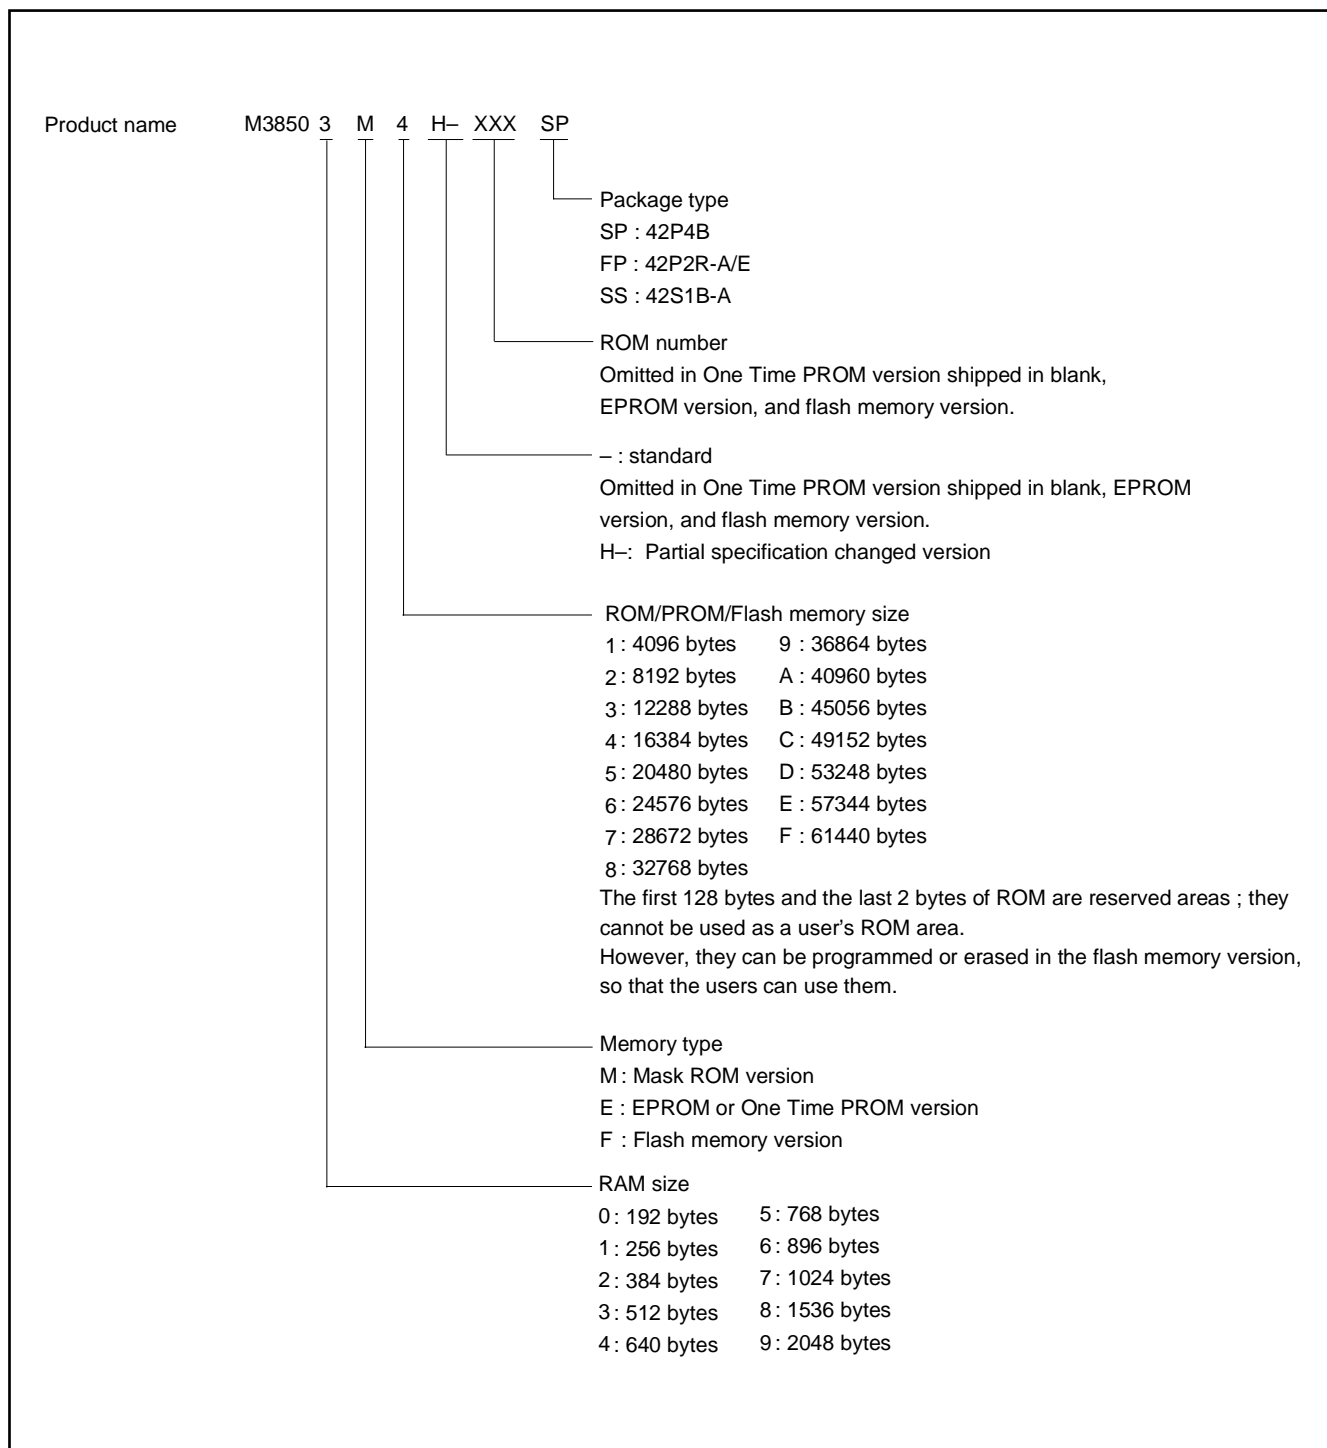 Product name M3850 3 M 4 H– XXX SP
Package type
SP : 42P4B
FP : 42P2R-A/E
SS : 42S1B-A
ROM number
Omitted in One Time PROM version shipped in blank,
EPROM version, and flash memory version.
– : standard
Omitted in One Time PROM version shipped in blank, EPROM
version, and flash memory version.
H–: Partial specification changed version
ROM/PROM/Flash memory size
1 : 4096 bytes 9 : 36864 bytes
2 : 8192 bytes A : 40960 bytes
3 : 12288 bytes B : 45056 bytes
4 : 16384 bytes C : 49152 bytes
5 : 20480 bytes D : 53248 bytes
6 : 24576 bytes E : 57344 bytes
7 : 28672 bytes F : 61440 bytes
8 : 32768 bytes
The first 128 bytes and the last 2 bytes of ROM are reserved areas ; they
cannot be used as a user’s ROM area.
However, they can be programmed or erased in the flash memory version,
so that the users can use them.
Memory type
M : Mask ROM version
E : EPROM or One Time PROM version
F : Flash memory version
RAM size
0 : 192 bytes 5 : 768 bytes
1 : 256 bytes 6 : 896 bytes
2 : 384 bytes 7 : 1024 bytes
3 : 512 bytes 8 : 1536 bytes
4 : 640 bytes 9 : 2048 bytes